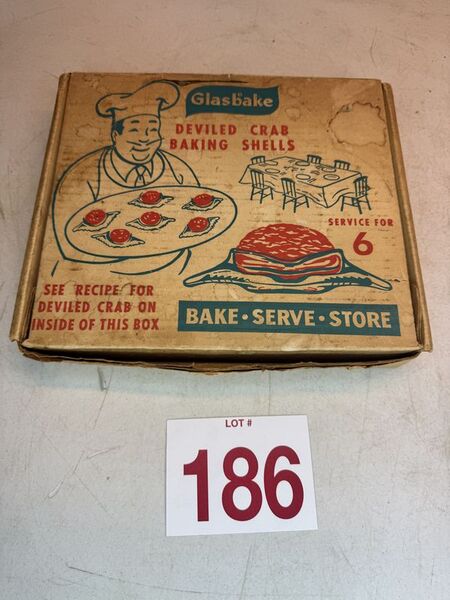 Glasbake
DEVILED CRAB
BAKING SHELLS
SERVICE FOR
6
SEE RECIPE FOR
DEVILED CRAB ON
INSIDE OF THIS BOX
BAKE • SERVE • STORE
LOT #
186